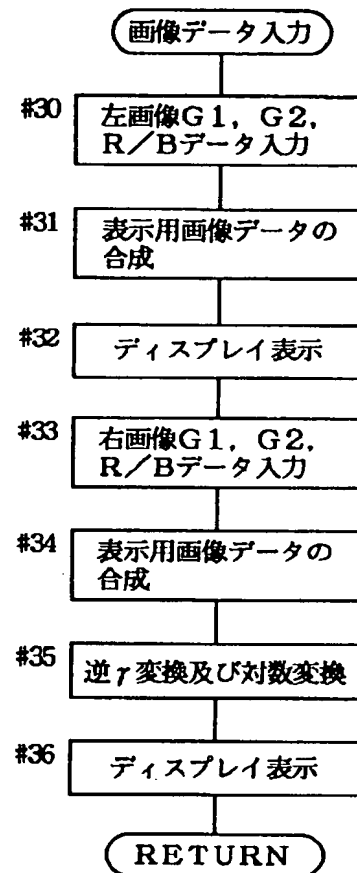 画像データ入力
#30
左画像G1，G2，
R／Bデータ入力
#31
表示用画像データの
合成
#32
ディスプレイ表示
#33
右画像G1，G2，
R／Bデータ入力
#34
表示用画像データの
合成
#35
逆γ変換及び対数変換
#36
ディスプレイ表示
RETURN